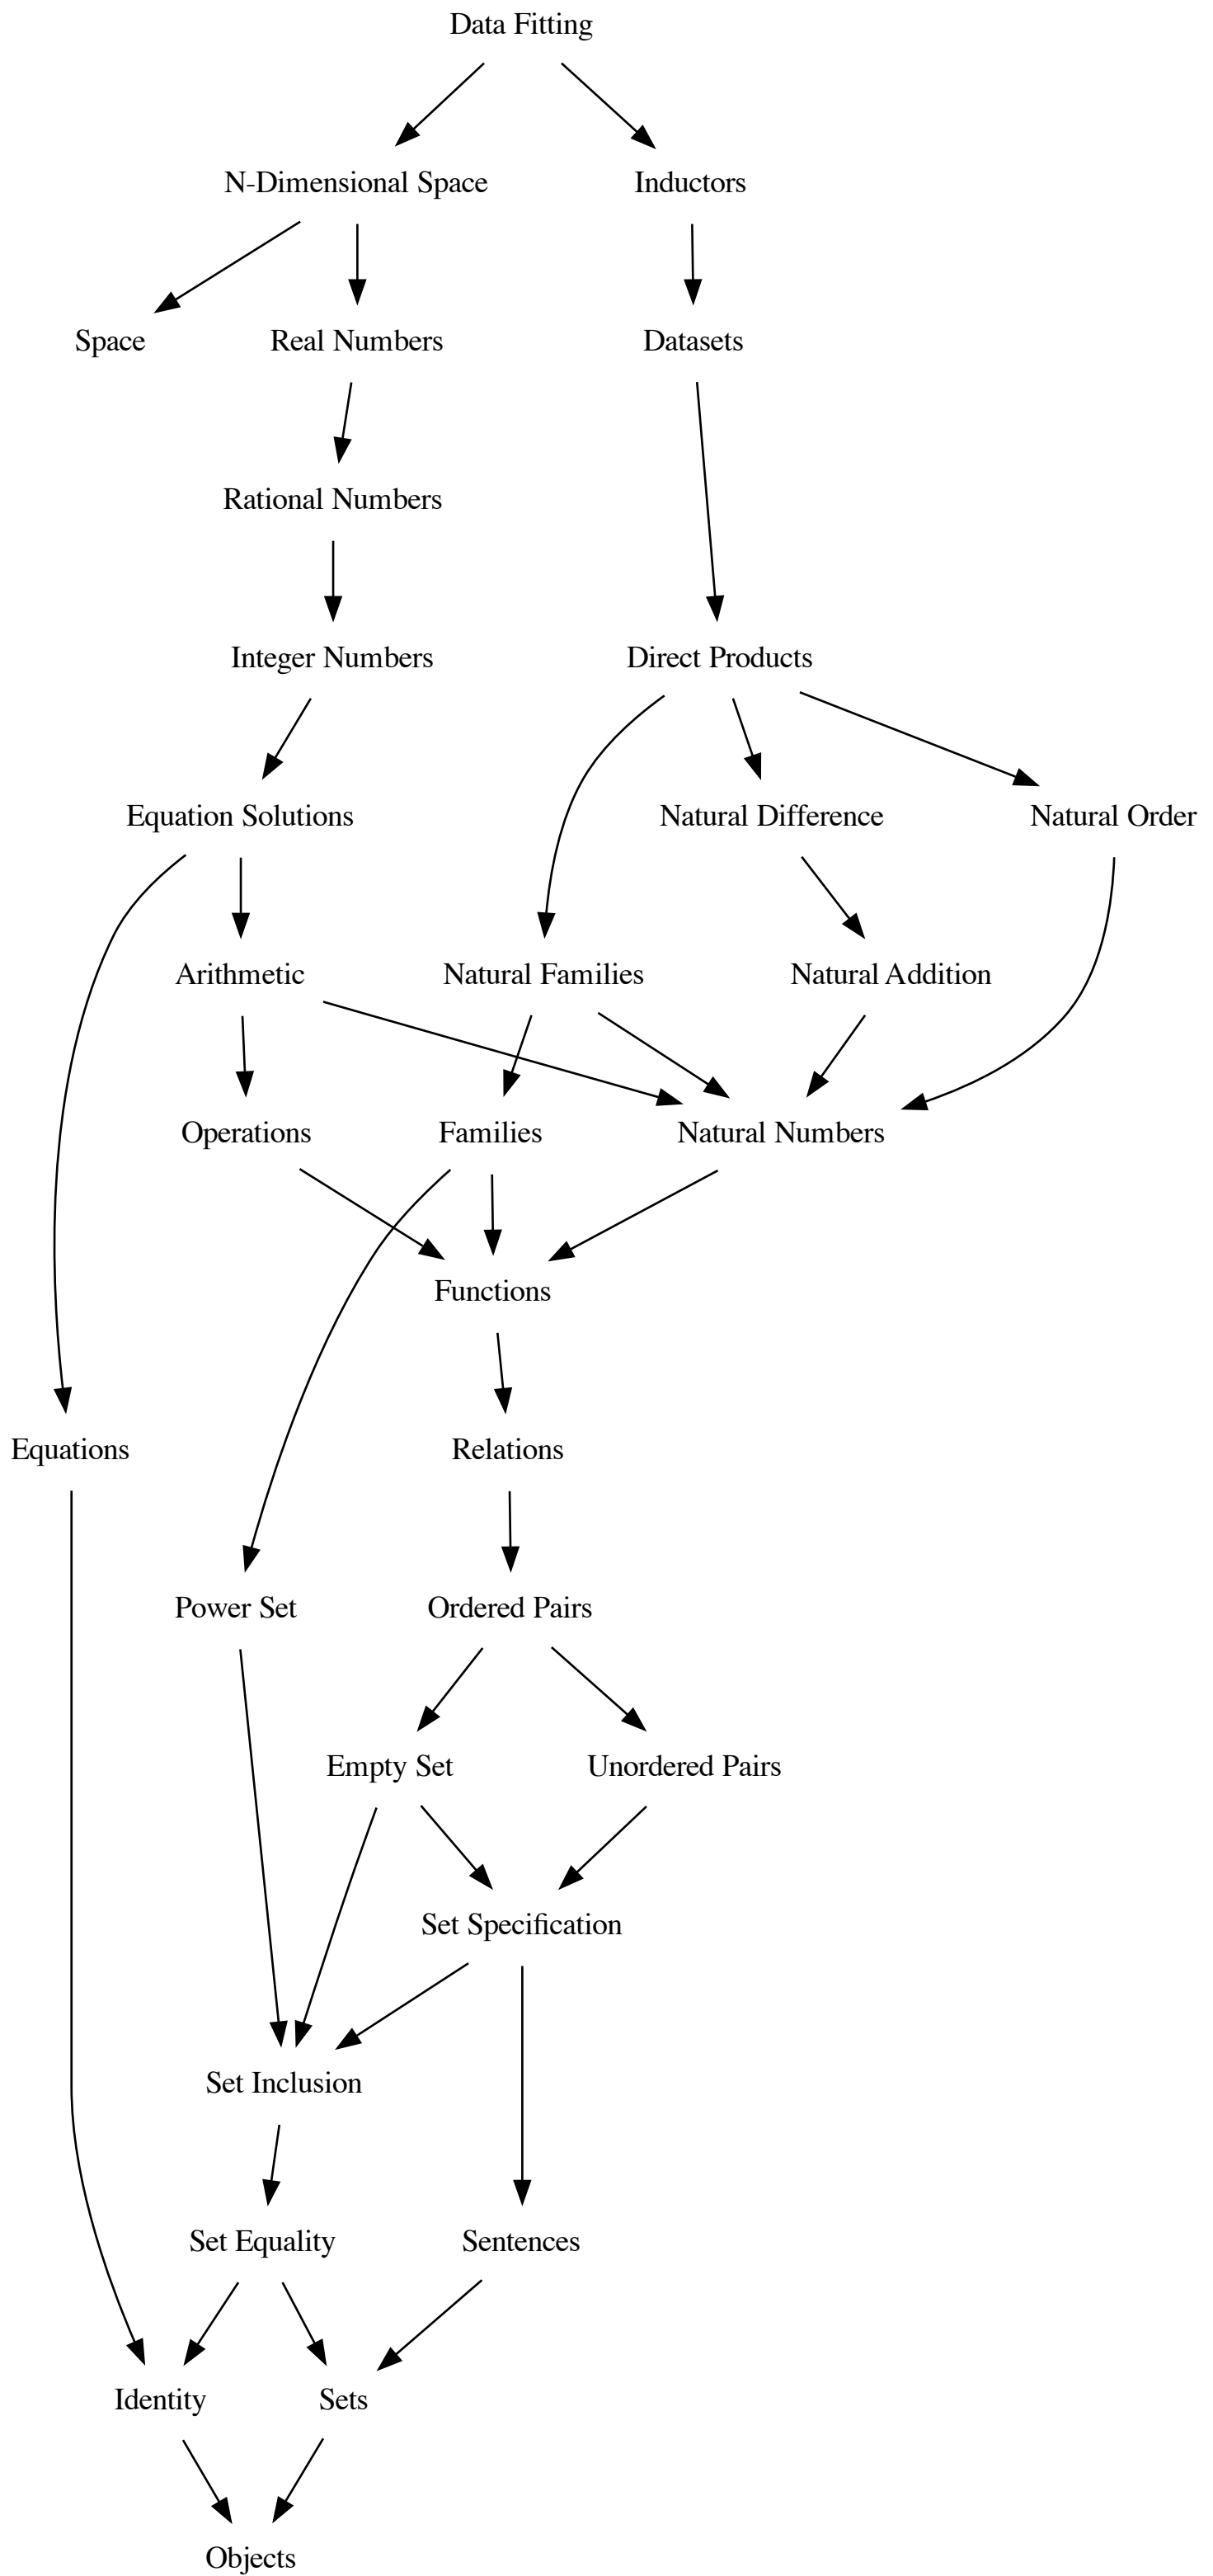 Data Fitting
N-Dimensional Space
Inductors
Space
Real Numbers
Datasets
Rational Numbers
Integer Numbers
Direct Products
Equation Solutions
Natural Difference
Natural Order
Arithmetic
Natural Families
Natural Addition
Operations
Families
Natural Numbers
Functions
Equations
Relations
Power Set
Ordered Pairs
Empty Set
Unordered Pairs
Set Specification
Set Inclusion
Set Equality
Sentences
Identity
Sets
Objects